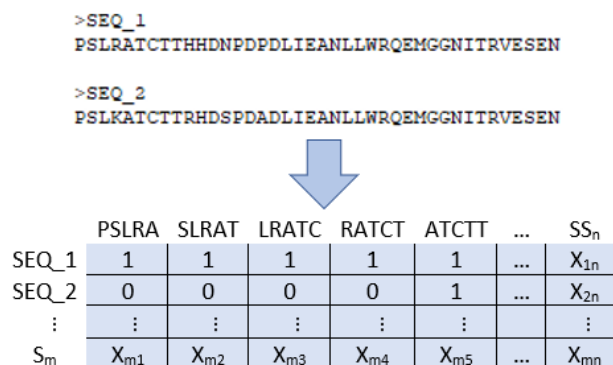 >SEQ_1
PSLRATCTTHHDNPDPDLIEANLLWRQEMGGNITRVESEN
>SEQ_2
PSLKATCTTRHDSPDADLIEANLLWRQEMGGNITRVESEN
PSLRA SLRAT LRATC RATCT ATCTT ... SSn
SEQ_1 1 1 1 1 1 ... X1n
SEQ_2 0 0 0 0 1 ... X2n
⋮ ⋮ ⋮ ⋮ ⋮ ⋮ ... ⋮
Sm Xm1 Xm2 Xm3 Xm4 Xm5 ... Xmn